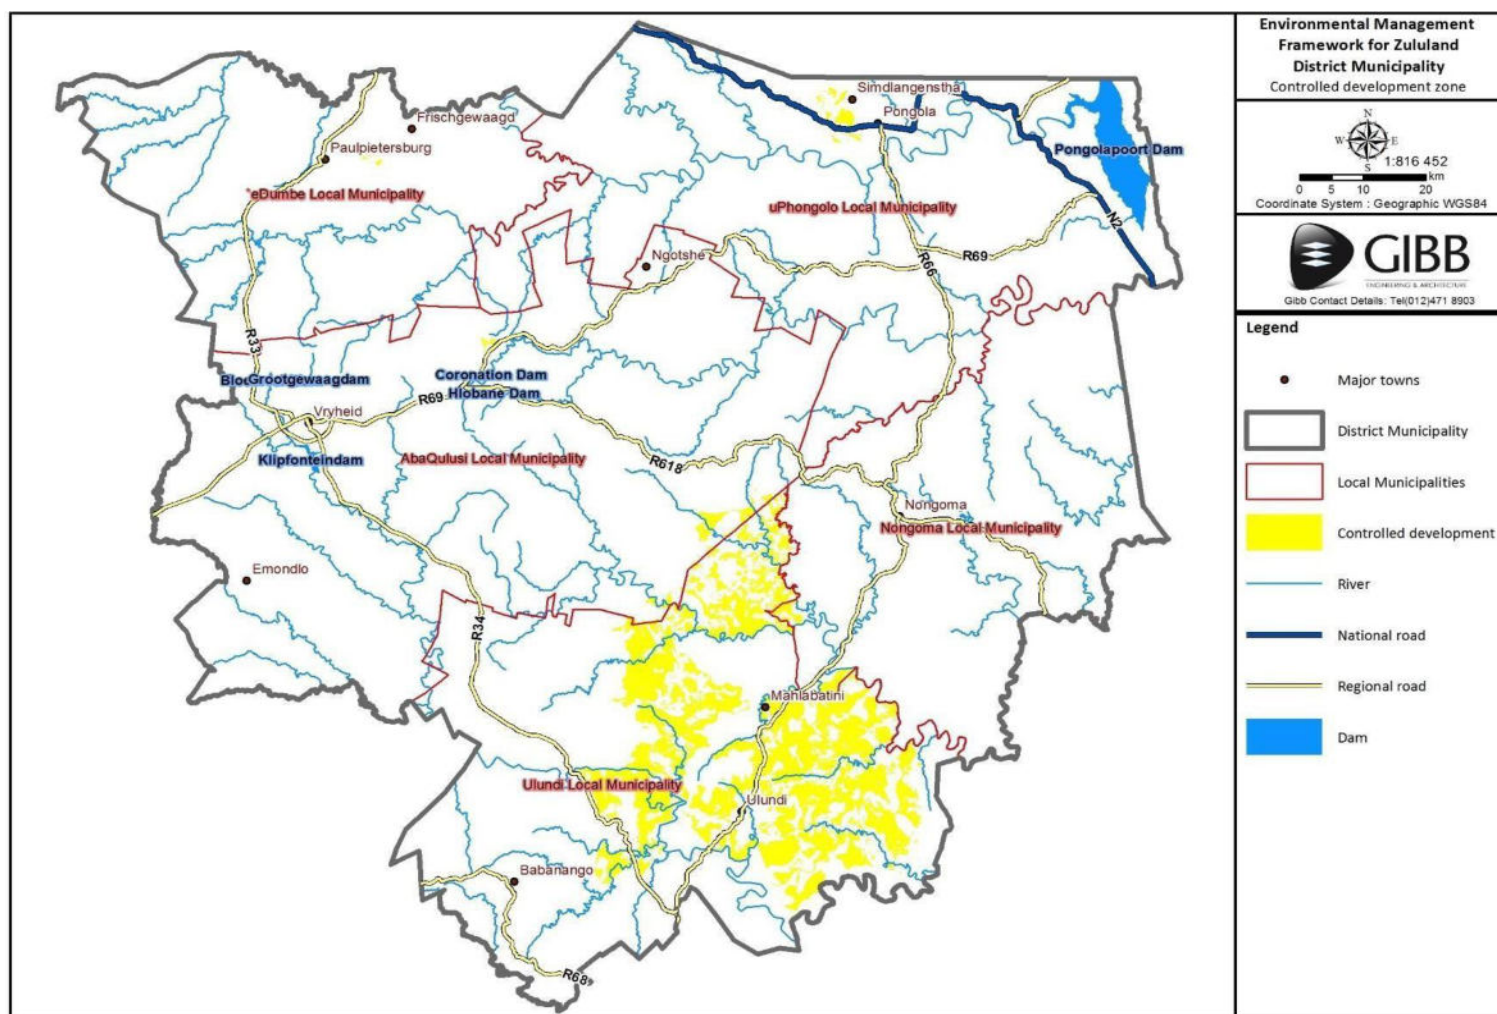 Environmental Management
Framework for Zululand
District Municipality
Controlled development zone
N
W
E
S
1:816 452
km
0 5 10 20
Coordinate System : Geographic WGS84
GIBB
ENGINEERING & ARCHITECTURE
Gibb Contact Details: Tel(012)471 8903
Legend
Major towns
District Municipality
Local Municipalities
Controlled development
River
National road
Regional road
Dam
Simdlangenstha
Pongola
Frischgewaagd
Paulpietersburg
Pongolapoort Dam
eDumbe Local Municipality
uPhongolo Local Municipality
N2
Ngotshe
R69
R66
R33
Grootgewaagdam
Coronation Dam
Hlobane Dam
R69
Vryheid
Klipfonteindam
AbaQulusi Local Municipality
R618
Nongoma
Nongoma Local Municipality
Emondlo
R34
Mahlabatini
Ulundi Local Municipality
Ulundi
Babanango
R68